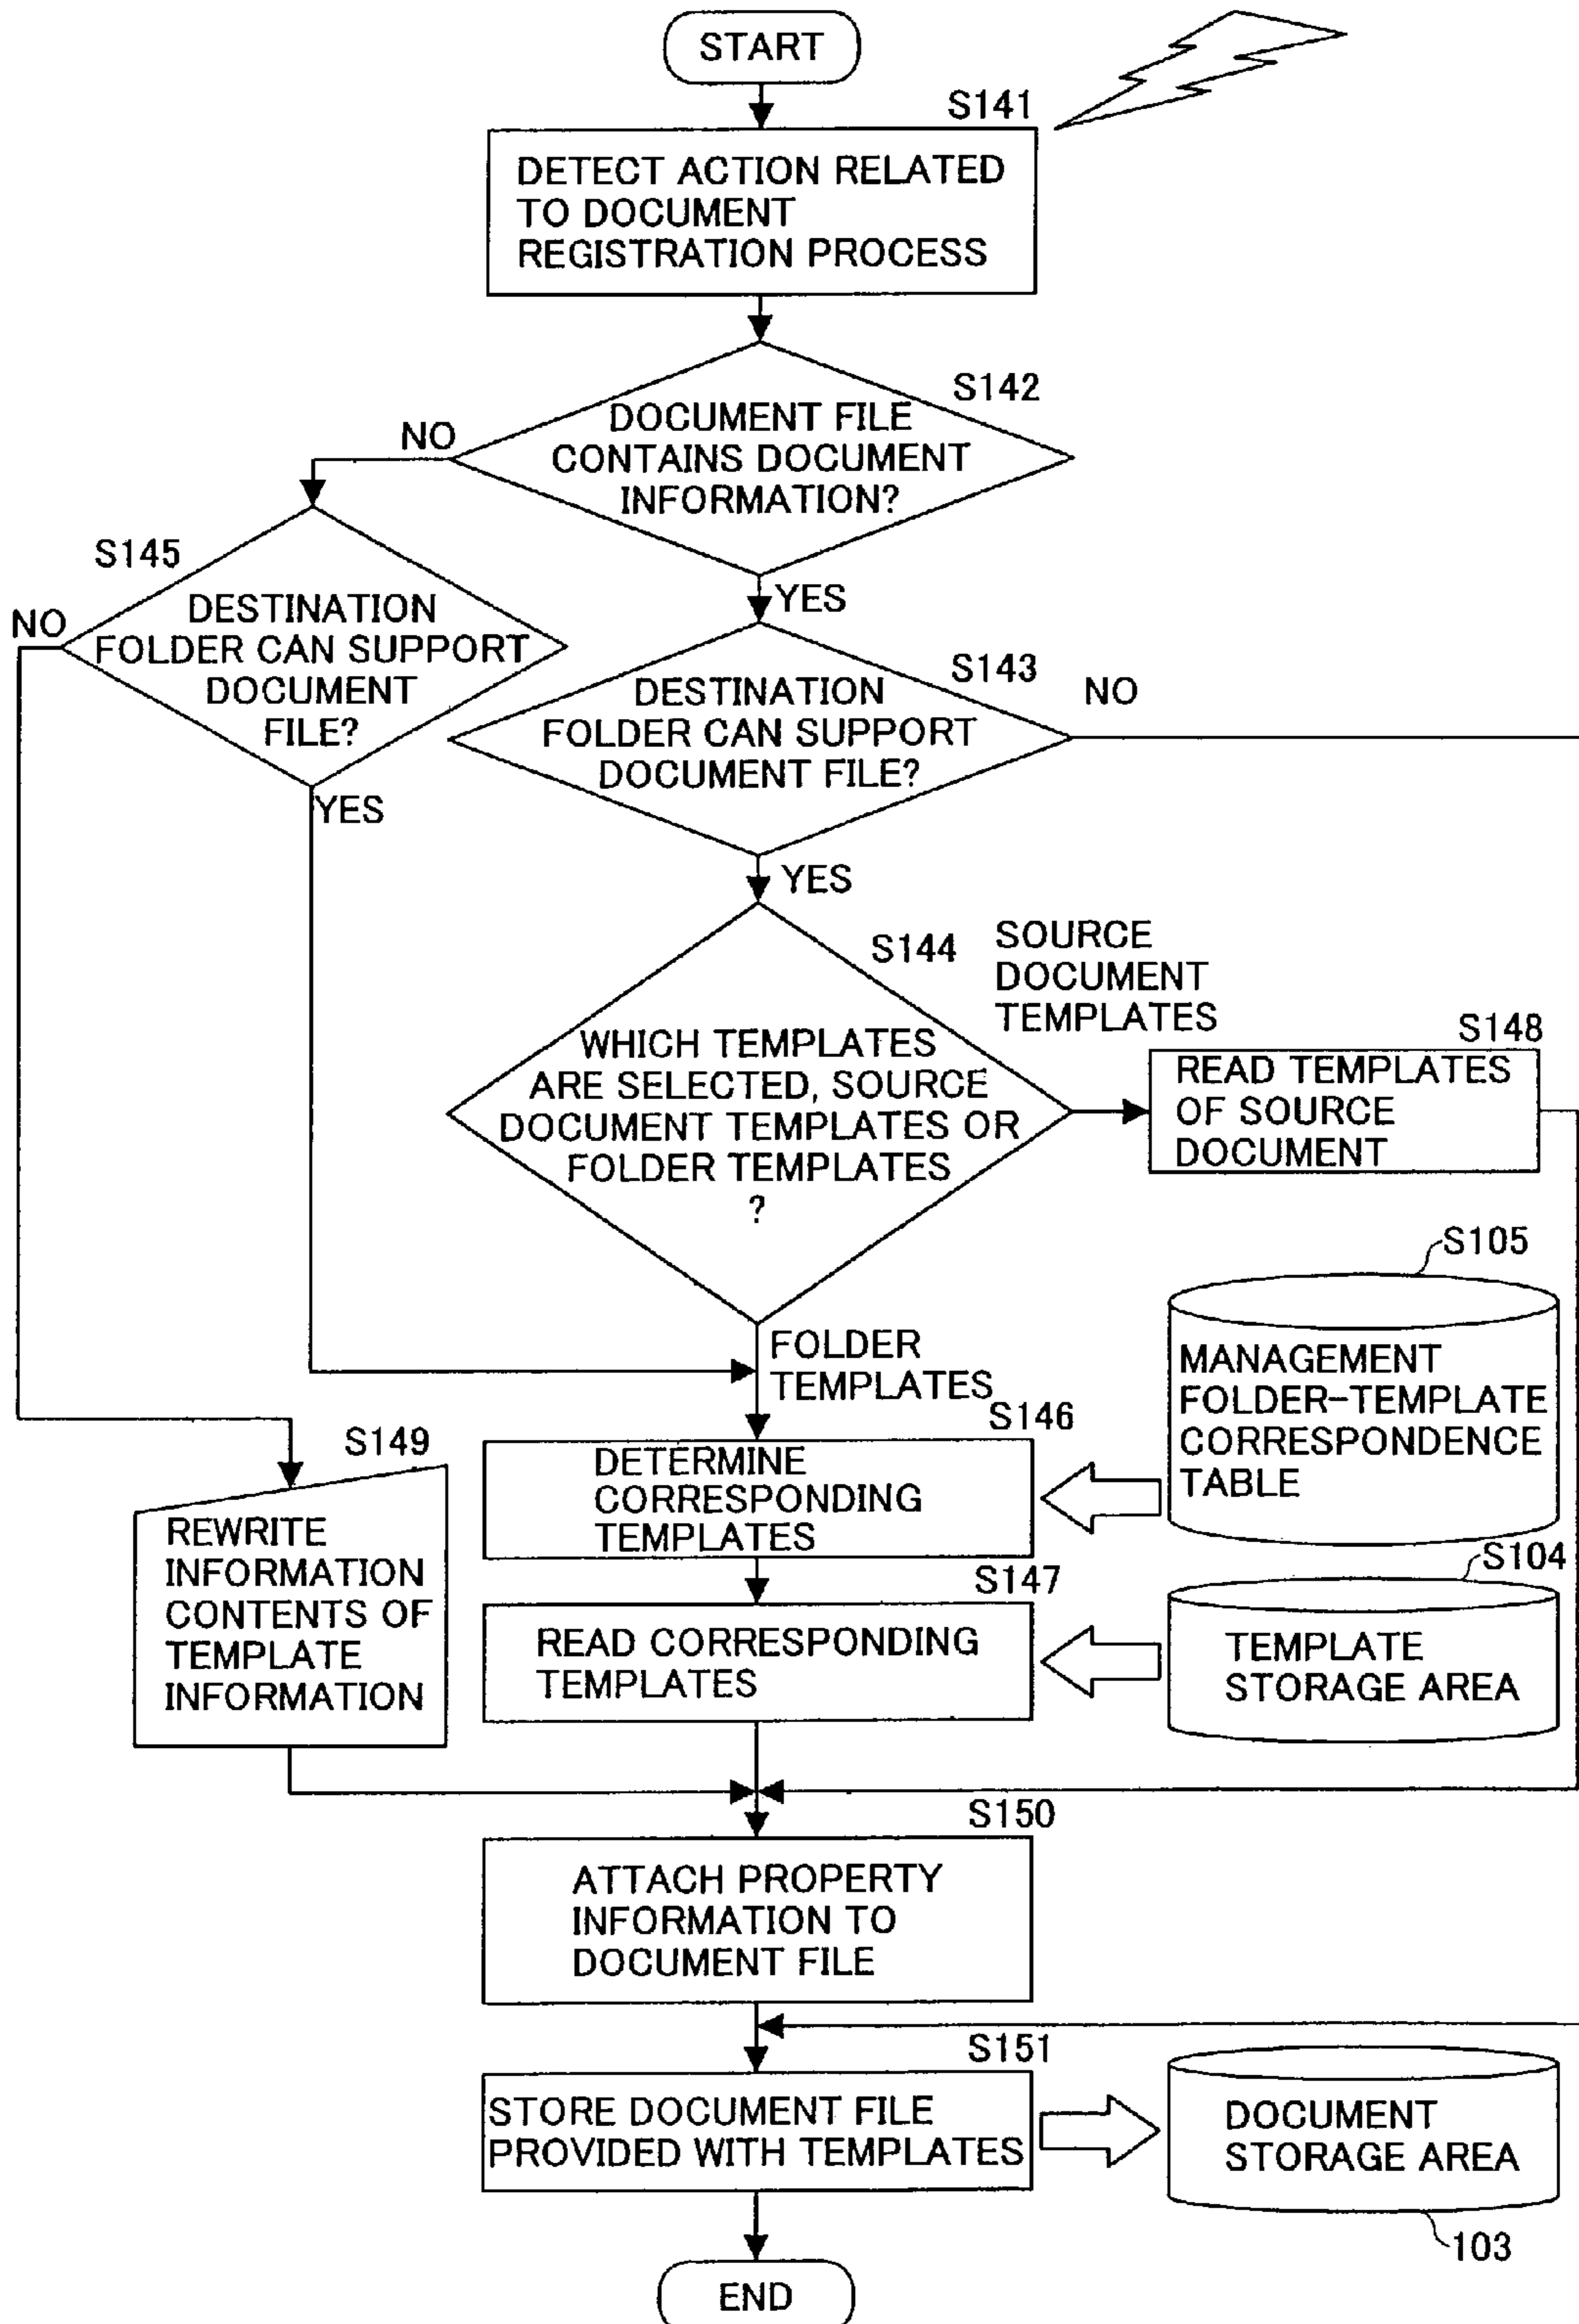 START
S141
DETECT ACTION RELATED
TO DOCUMENT
REGISTRATION PROCESS
S142
DOCUMENT FILE
CONTAINS DOCUMENT
INFORMATION?
NO
YES
S145
DESTINATION
FOLDER CAN SUPPORT
DOCUMENT
FILE?
NO
YES
S143
DESTINATION
FOLDER CAN SUPPORT
DOCUMENT FILE?
NO
YES
S144
WHICH TEMPLATES
ARE SELECTED, SOURCE
DOCUMENT TEMPLATES OR
FOLDER TEMPLATES
?
SOURCE
DOCUMENT
TEMPLATES
S148
READ TEMPLATES
OF SOURCE
DOCUMENT
FOLDER
TEMPLATES
S105
MANAGEMENT
FOLDER-TEMPLATE
CORRESPONDENCE
TABLE
S146
DETERMINE
CORRESPONDING
TEMPLATES
S149
REWRITE
INFORMATION
CONTENTS OF
TEMPLATE
INFORMATION
S147
READ CORRESPONDING
TEMPLATES
S104
TEMPLATE
STORAGE AREA
S150
ATTACH PROPERTY
INFORMATION TO
DOCUMENT FILE
S151
STORE DOCUMENT FILE
PROVIDED WITH TEMPLATES
DOCUMENT
STORAGE AREA
103
END